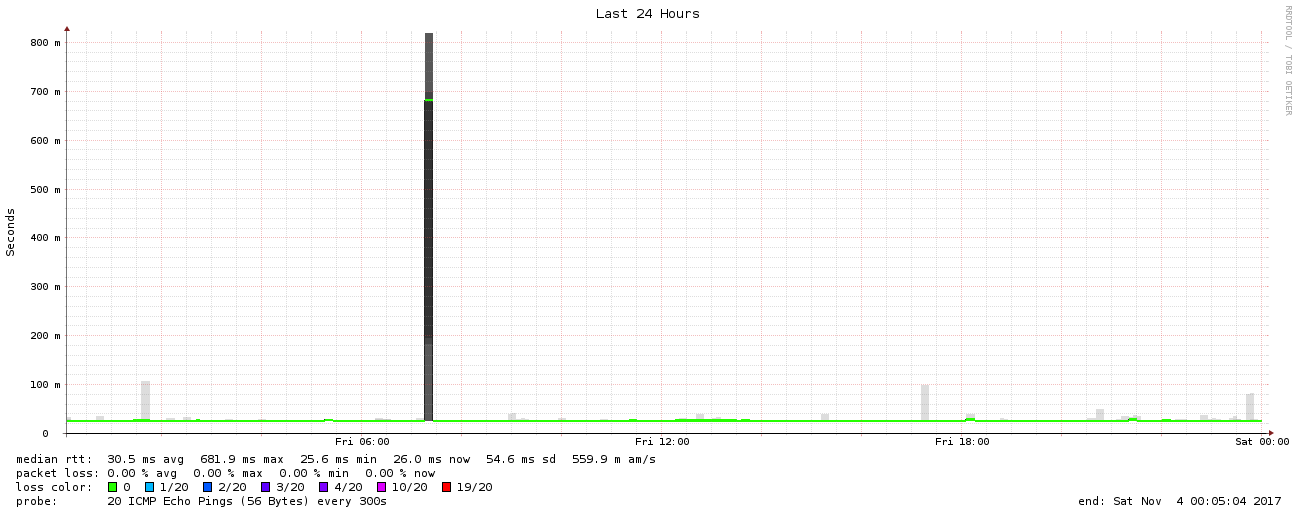 Last 24 Hours
RRDTOOL / TOBI OETIKER
Seconds
800 m
700 m
600 m
500 m
400 m
300 m
200 m
100 m
0
Fri 06:00 Fri 12:00 Fri 18:00 Sat 00:00
median rtt: 30.5 ms avg 681.9 ms max 25.6 ms min 26.0 ms now 54.6 ms sd 559.9 m am/s
packet loss: 0.00 % avg 0.00 % max 0.00 % min 0.00 % now
loss color: 0 1/20 2/20 3/20 4/20 10/20 19/20
probe: 20 ICMP Echo Pings (56 Bytes) every 300s end: Sat Nov 4 00:05:04 2017